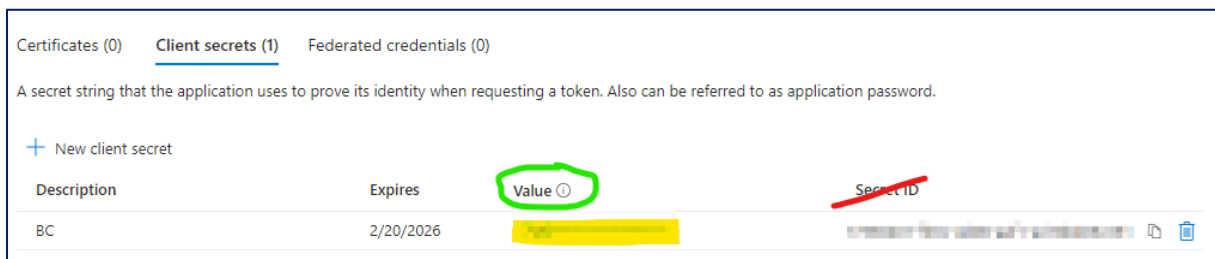 Certificates (0) Client secrets (1) Federated credentials (0)
A secret string that the application uses to prove its identity when requesting a token. Also can be referred to as application password.
New client secret
Description Expires Value Secret ID
BC 2/20/2026